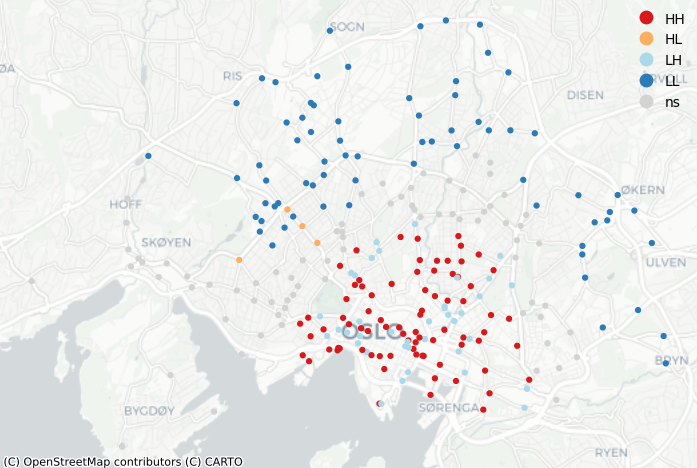 SOGN
HH
HL
LH
LL
ns
ØA
RIS
DISEN
HOFF
ØKERN
SKØYEN
ULVEN
OSLO
BRYN
BYGDØY
SØRENGA
RYEN
(C) OpenStreetMap contributors (C) CARTO